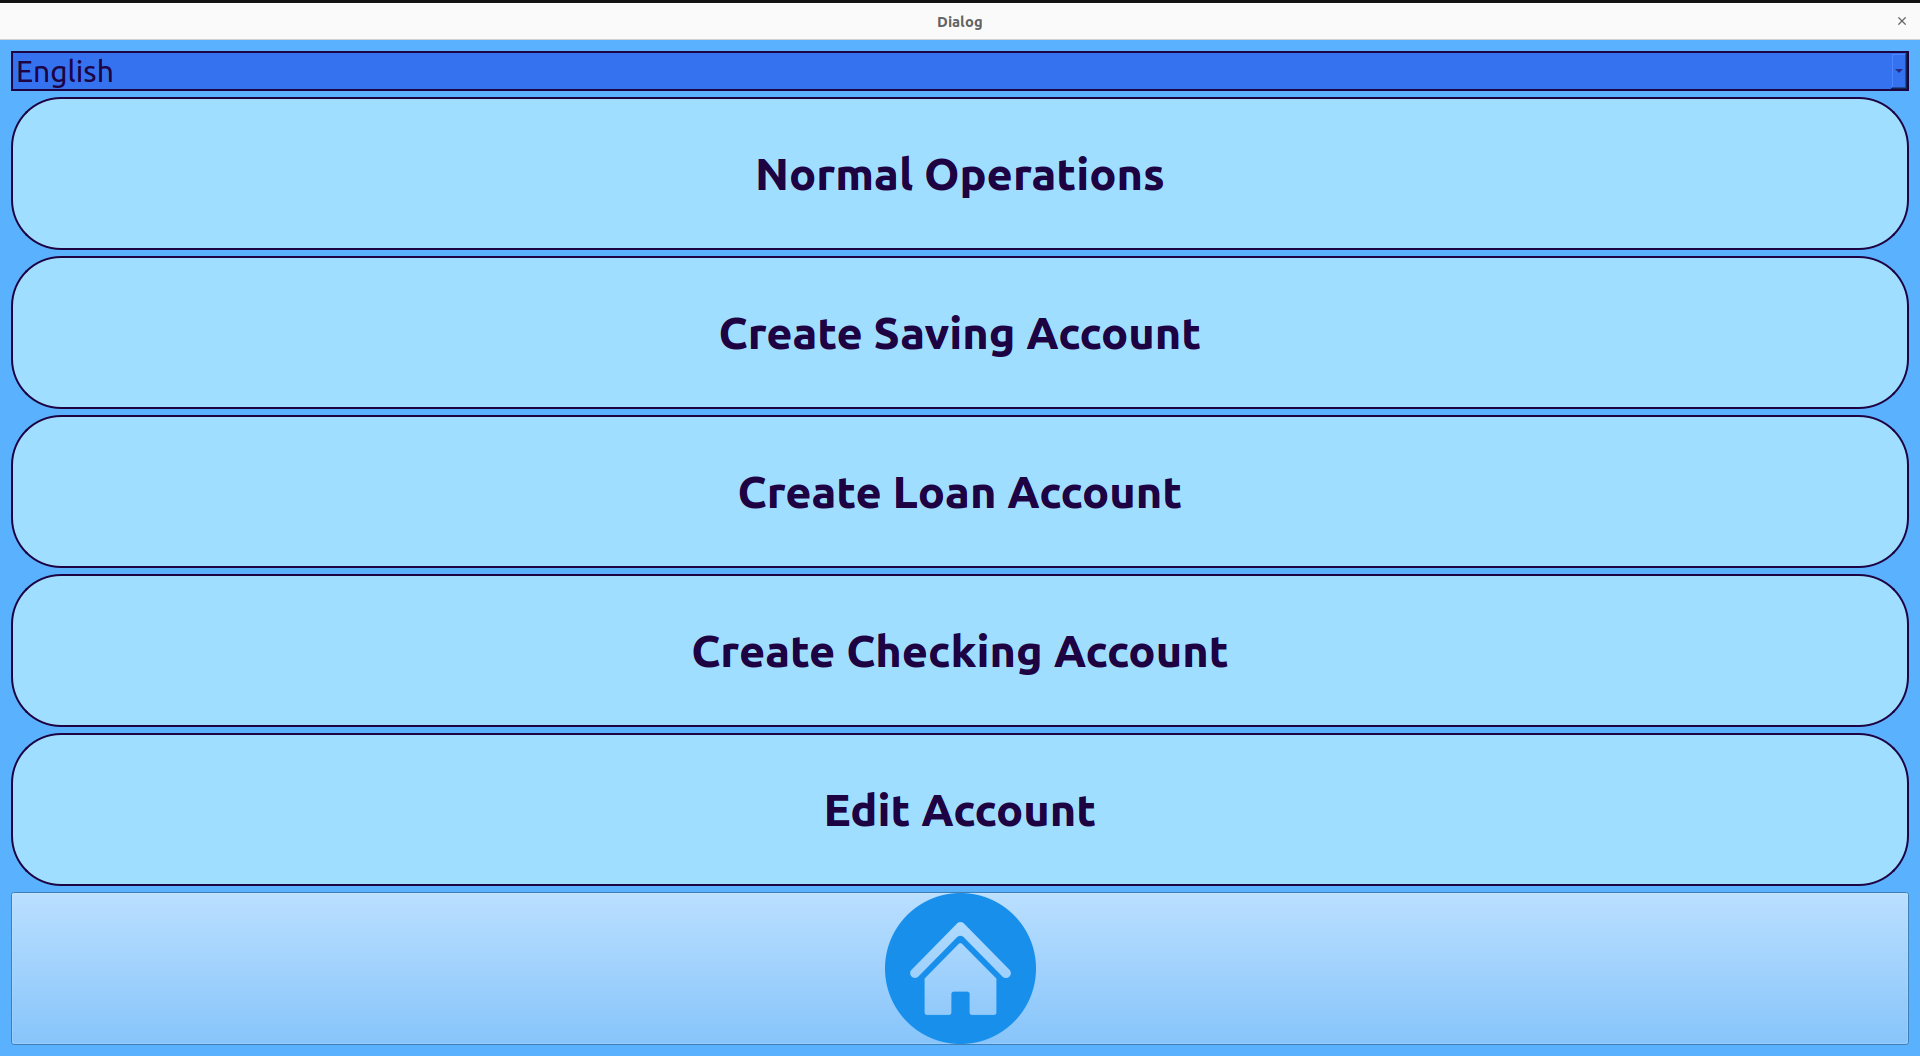 Dialog
English
Normal Operations
Create Saving Account
Create Loan Account
Create Checking Account
Edit Account